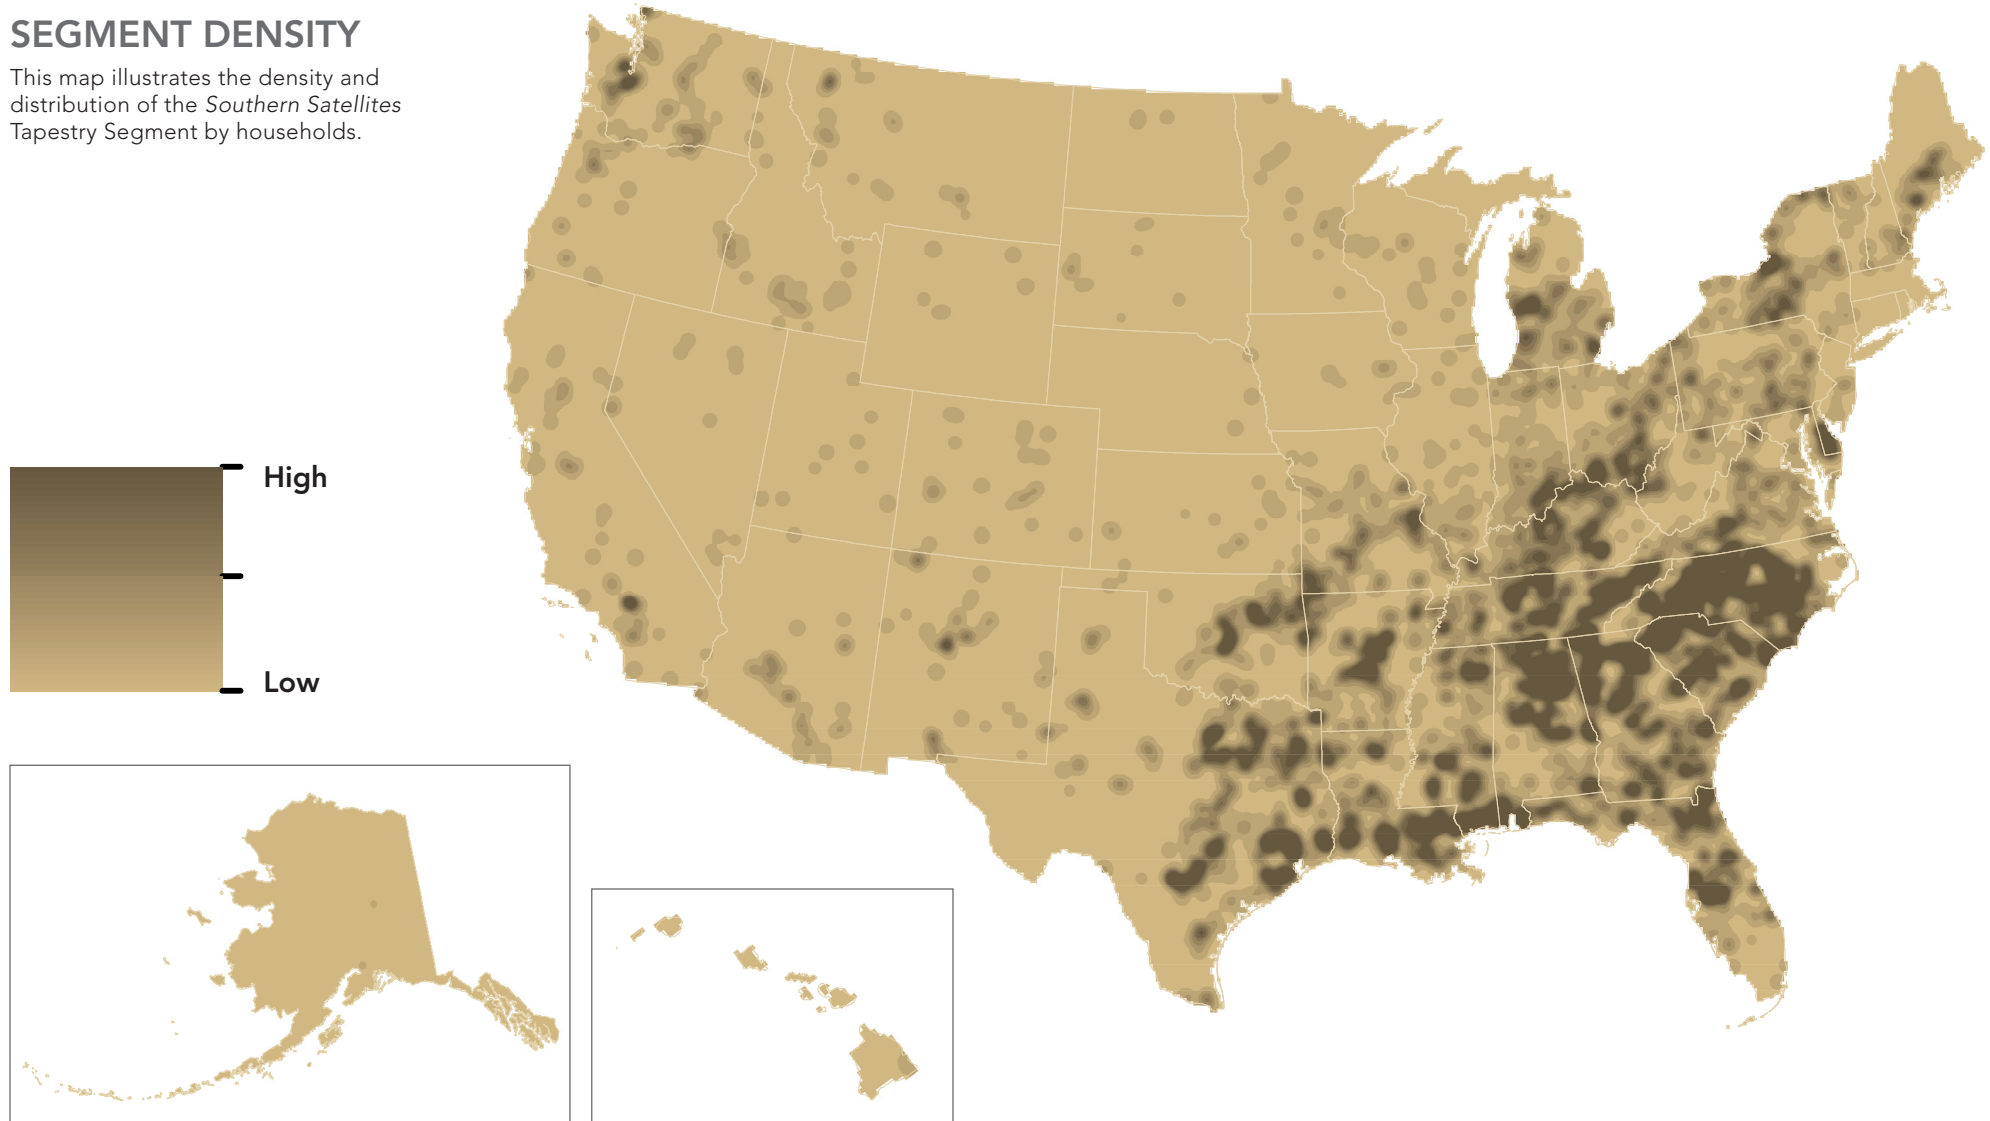 SEGMENT DENSITY
This map illustrates the density and
distribution of the Southern Satellites
Tapestry Segment by households.
High
Low